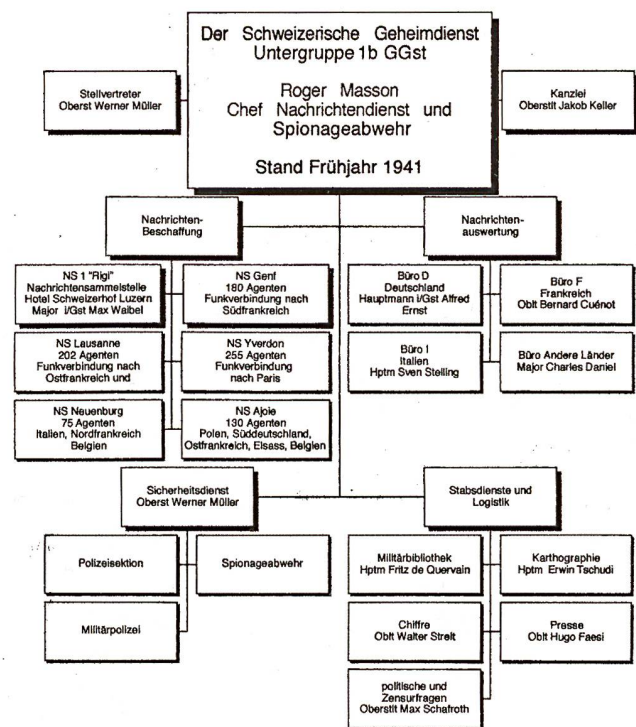 Der Schweizerische Geheimdienst
Untergruppe 1b GGst
Roger Masson
Chef Nachrichtendienst und
Spionageabwehr
Stand Frühjahr 1941
Stellvertreter
Oberst Werner Müller
Kanzlei
Oberstlt Jakob Keller
Nachrichten-
Beschaffung
Nachrichten-
auswertung
NS 1 "Rigi"
Nachrichtensammelstelle
Hotel Schweizerhof Luzern
Major i/Gst Max Waibel
NS Genf
180 Agenten
Funkverbindung nach
Südfrankreich
NS Lausanne
202 Agenten
Funkverbindung nach
Ostfrankreich und
NS Yverdon
255 Agenten
Funkverbindung
nach Paris
NS Neuenburg
75 Agenten
Italien, Nordfrankreich
Belgien
NS Ajoie
130 Agenten
Polen, Süddeutschland,
Ostfrankreich, Elsass, Belgien
Büro D
Deutschland
Hauptmann i/Gst Alfred
Ernst
Büro F
Frankreich
Oblt Bernard Cuénot
Büro I
Italien
Hptm Sven Stelling
Büro Andere Länder
Major Charles Daniel
Sicherheitsdienst
Oberst Werner Müller
Stabsdienste und
Logistik
Polizeisektion
Spionageabwehr
Militärpolizei
Militärbibliothek
Hptm Fritz de Quervain
Karthographie
Hptm Erwin Tschudi
Chiffre
Oblt Walter Streit
Presse
Oblt Hugo Faesi
politische und
Zensurfragen
Oberstlt Max Schafroth